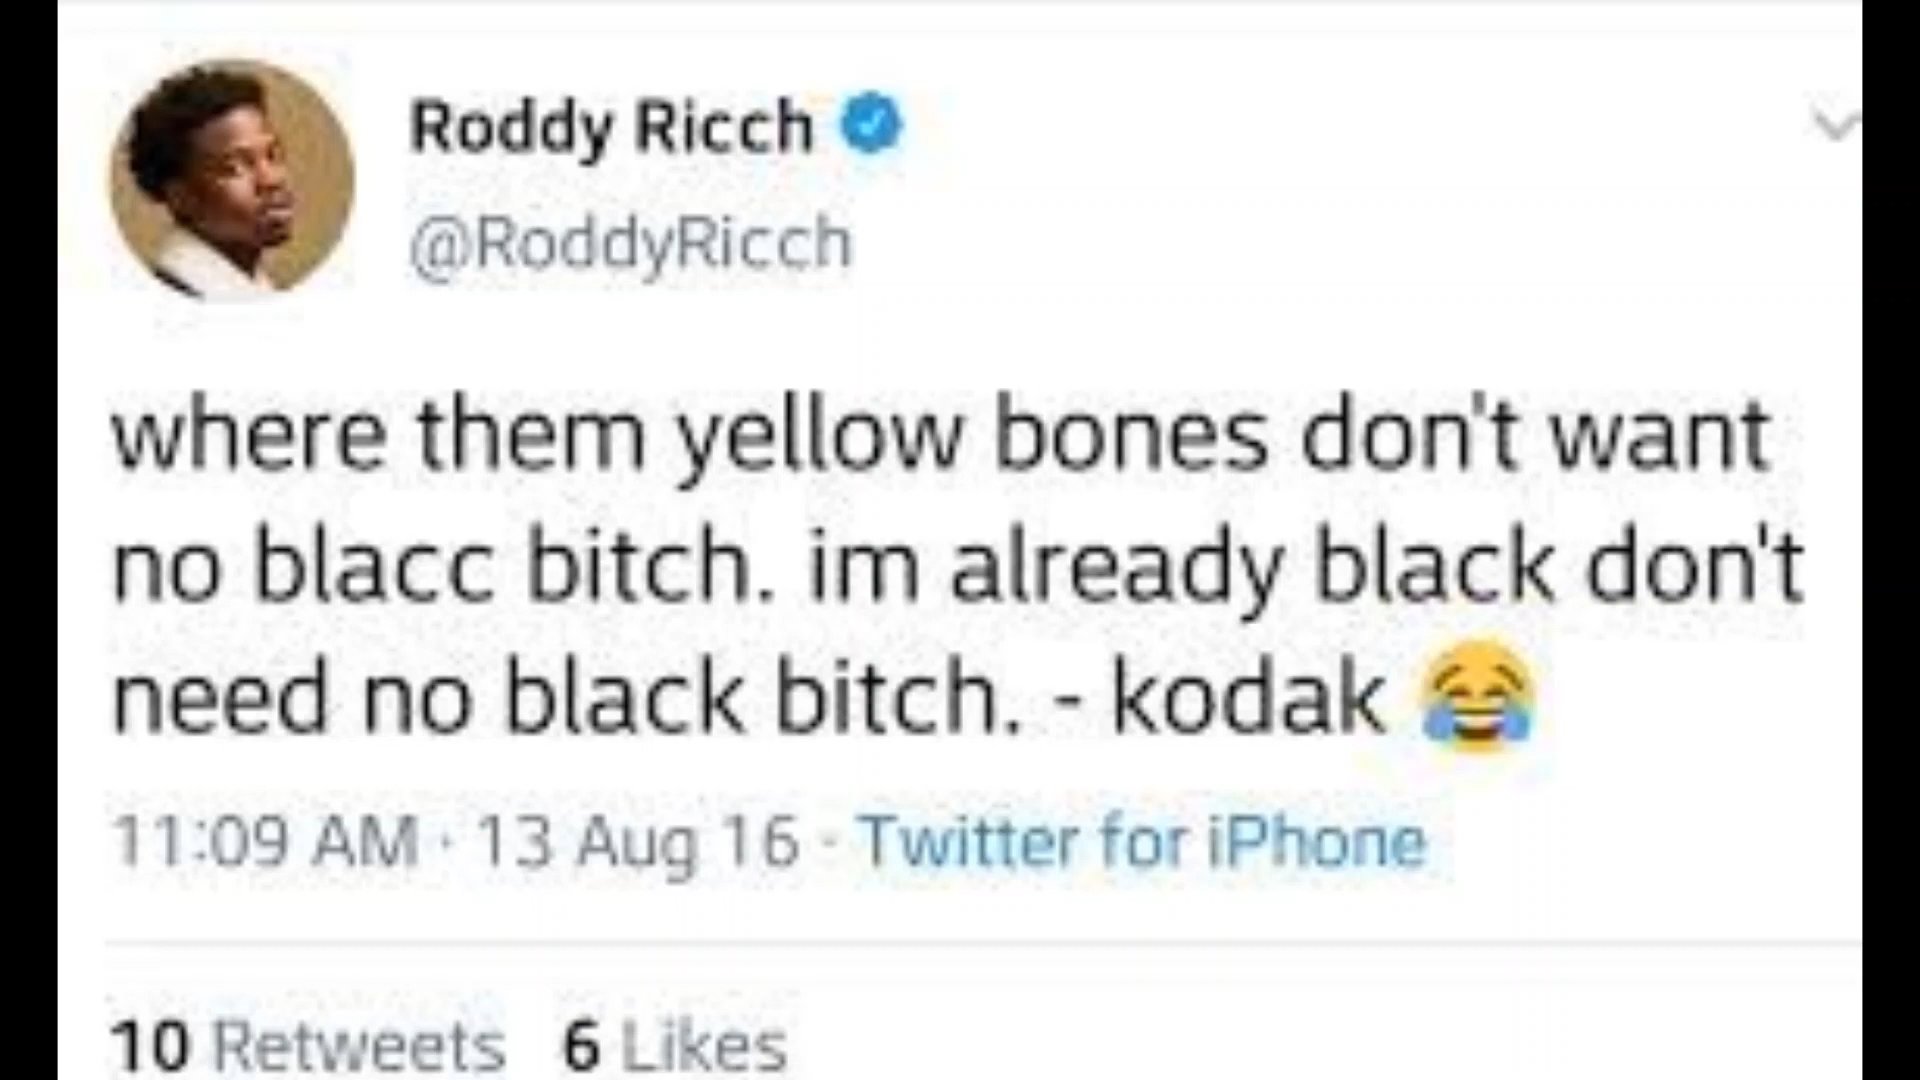 Roddy Ricch
@RoddyRicch
where them yellow bones don't want
no blacc bitch. im already black don't
need no black bitch. - kodak 😂
11:09 AM · 13 Aug 16 · Twitter for iPhone
10 Retweets 6 Likes